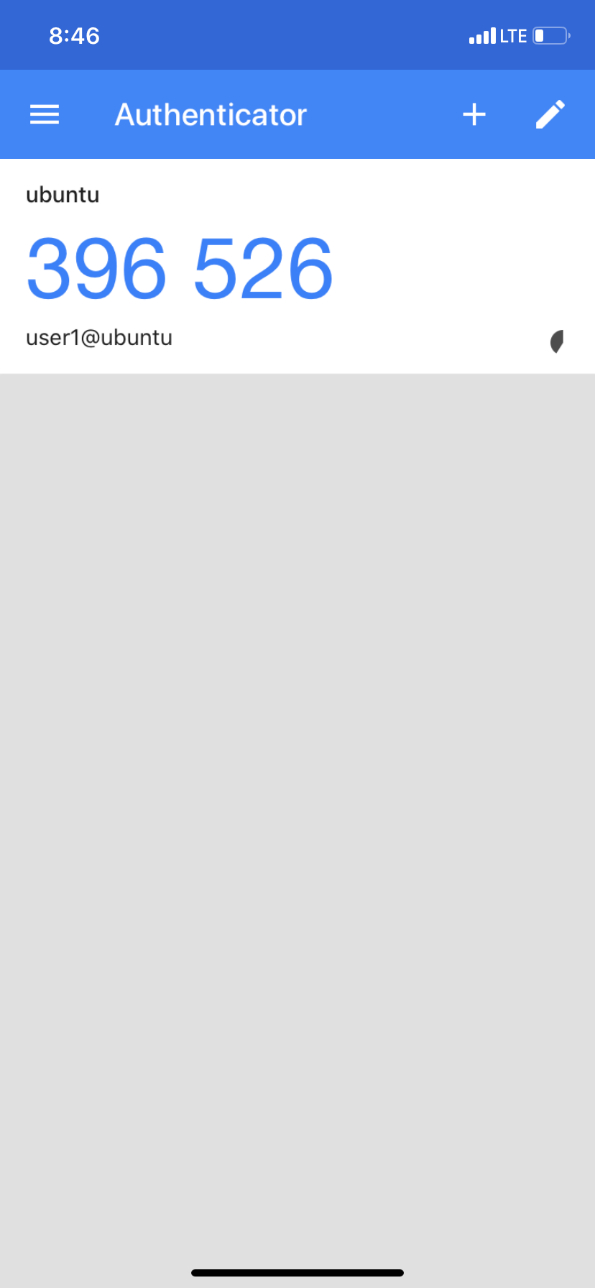 8:46 LTE
Authenticator
ubuntu
396 526
user1@ubuntu